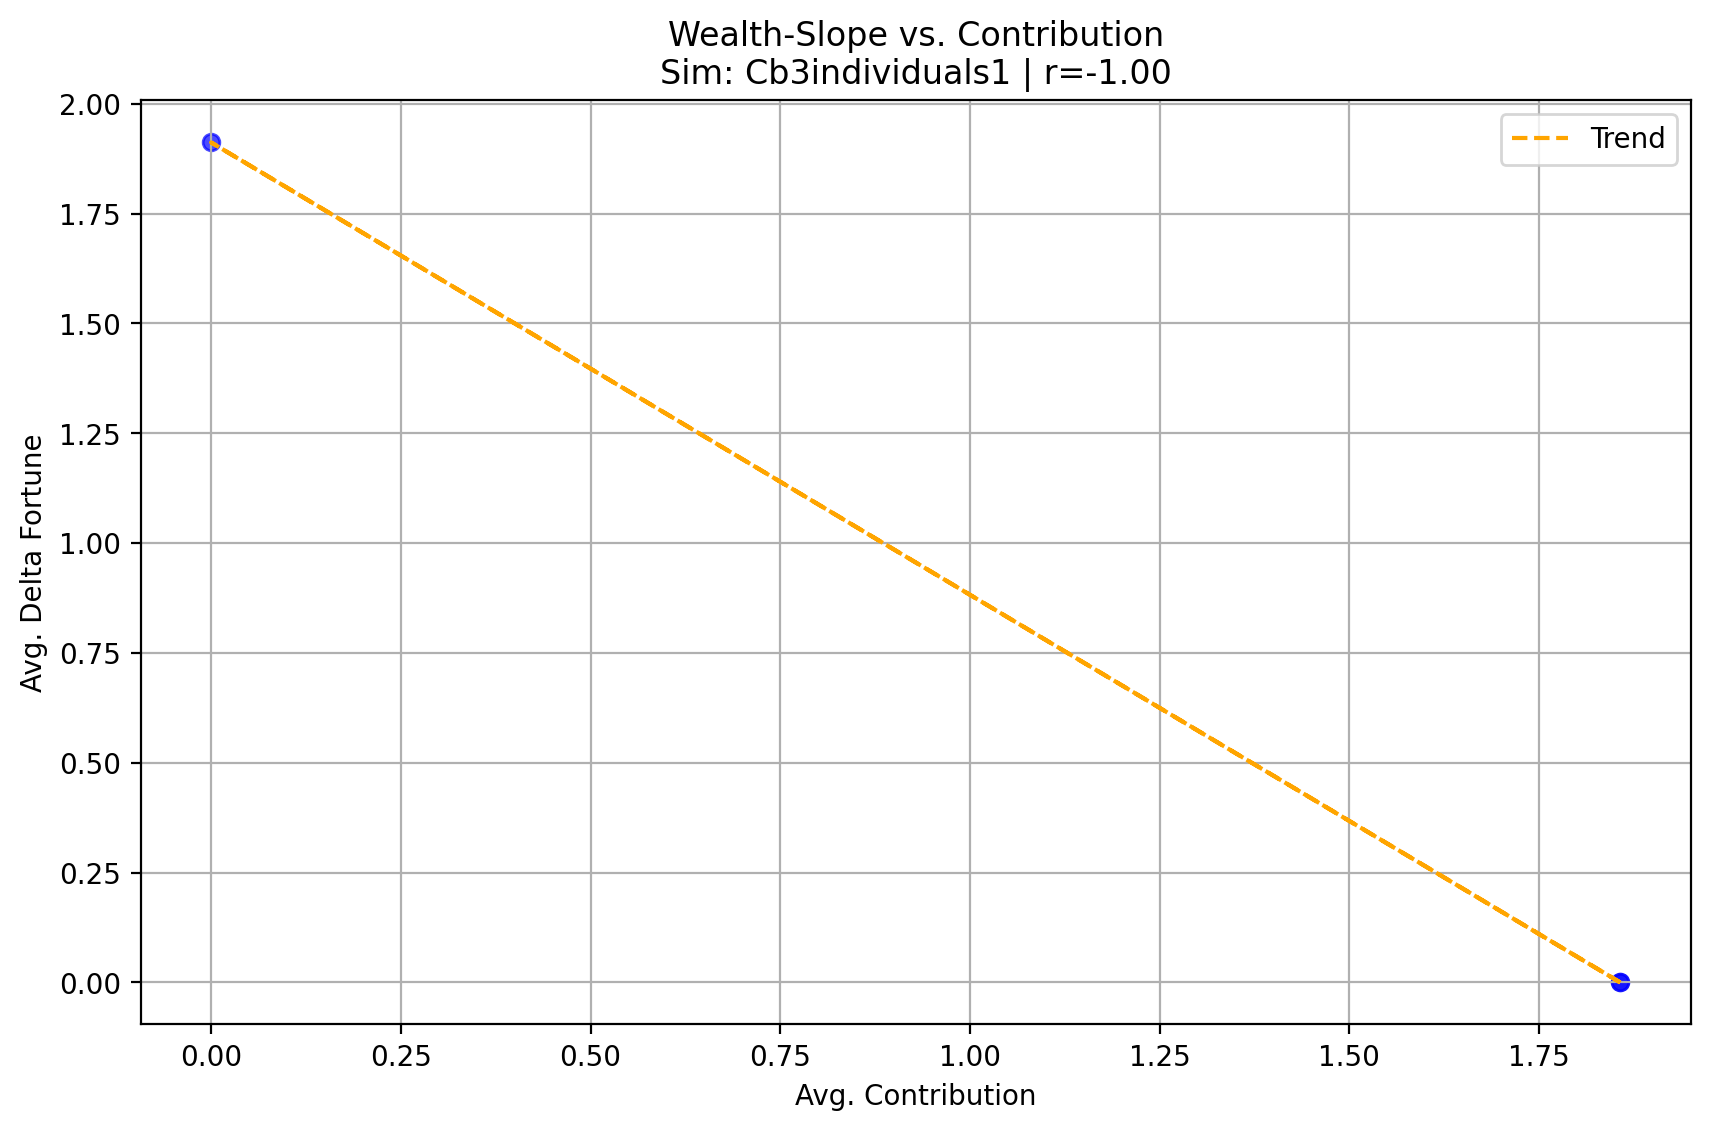 Wealth-Slope vs. Contribution
Sim: Cb3individuals1 | r=-1.00
Trend
2.00
1.75
1.50
1.25
1.00
0.75
0.50
0.25
0.00
Avg. Delta Fortune
0.00 0.25 0.50 0.75 1.00 1.25 1.50 1.75
Avg. Contribution